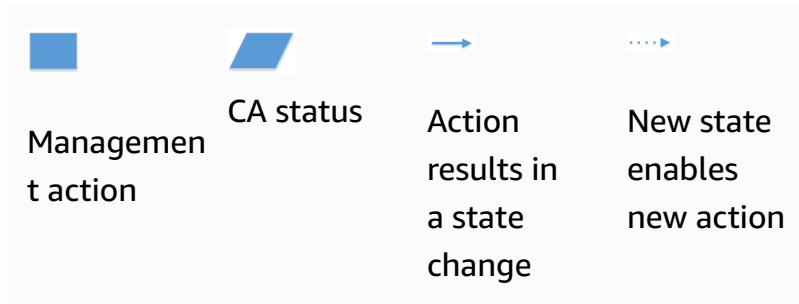 Managemen
t action
CA status
Action
results in
a state
change
New state
enables
new action